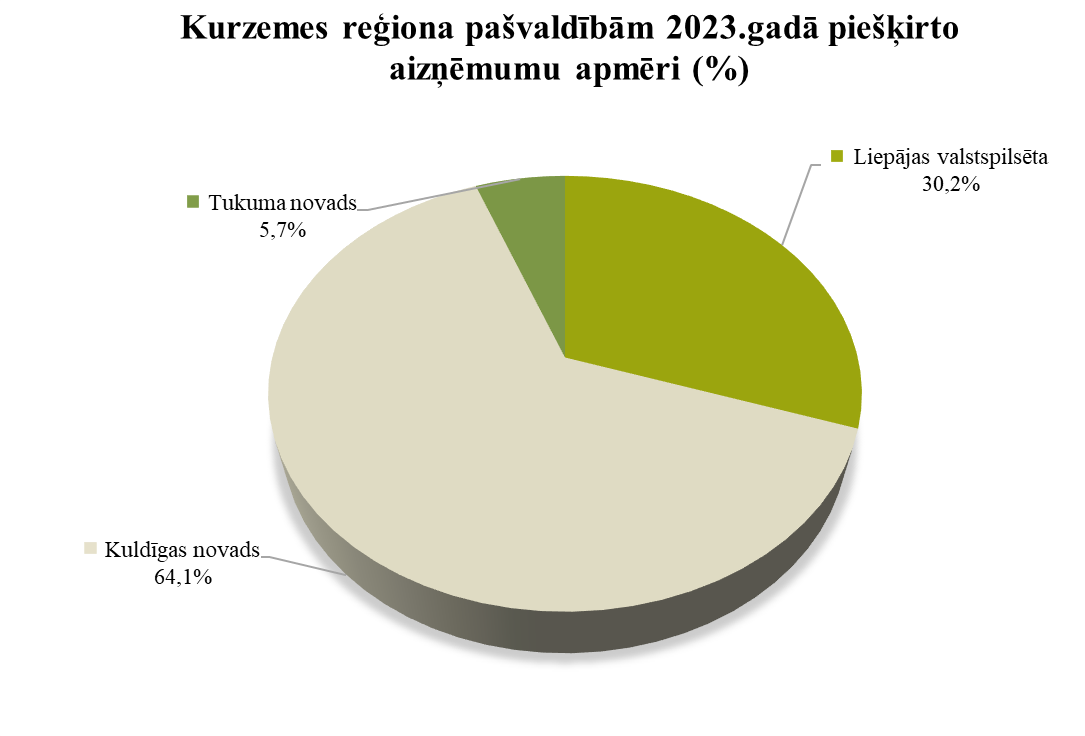 Kurzemes reģiona pašvaldībām 2023.gadā piešķirto
aizņēmumu apmēri (%)
Liepājas valstspilsēta
30,2%
Tukuma novads
5,7%
Kuldīgas novads
64,1%